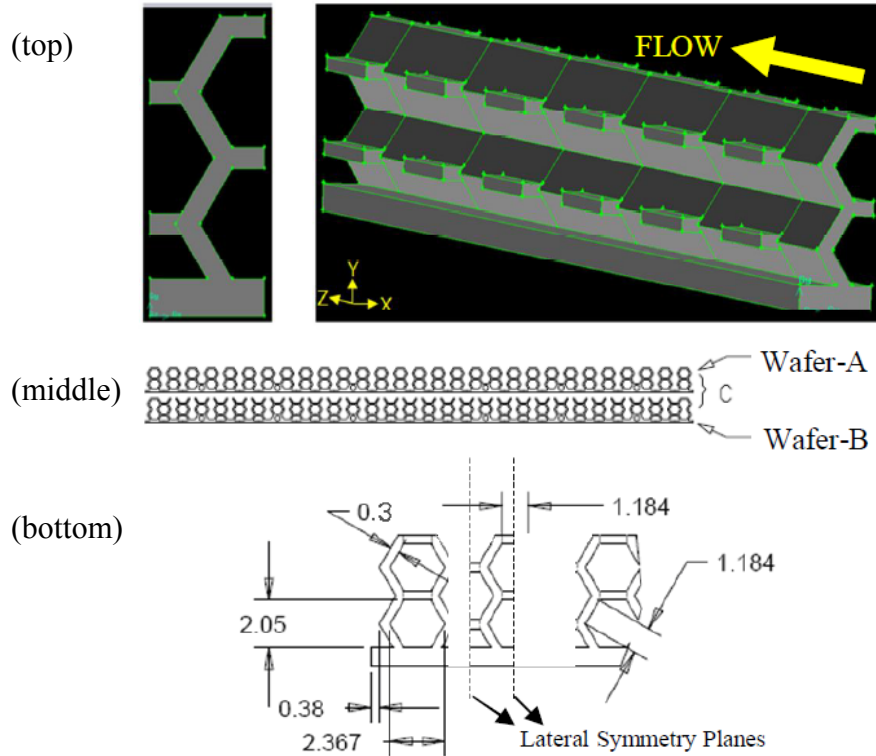 (top)
FLOW
Y
Z
X
(middle)
Wafer-A
C
Wafer-B
(bottom)
0.3
1.184
1.184
2.05
0.38
2.367
Lateral Symmetry Planes